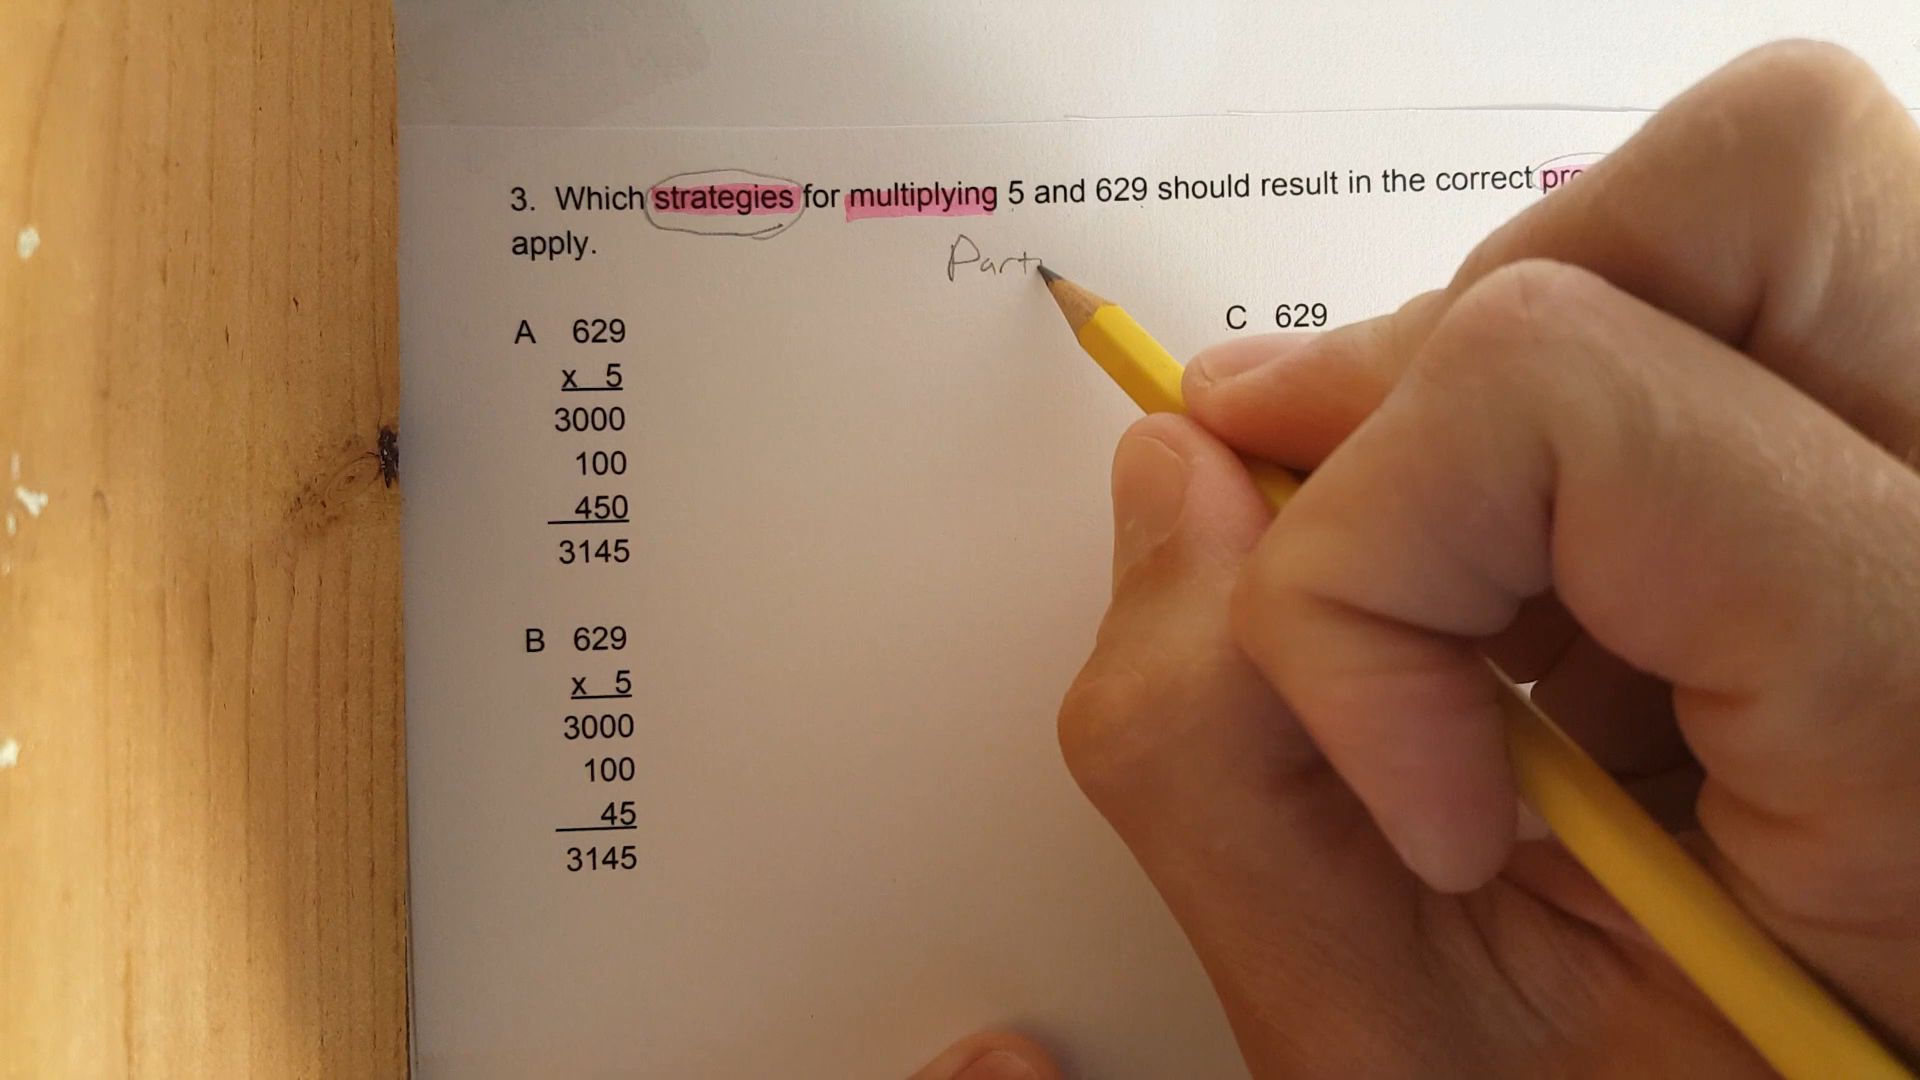 3. Which strategies for multiplying 5 and 629 should result in the correct
apply.
Part
A 629
x 5
3000
100
450
3145
B 629
x 5
3000
100
45
3145
C 629